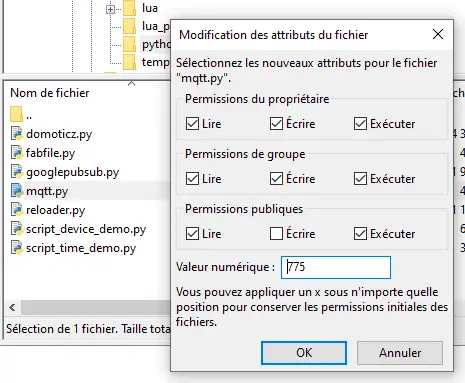 lua
lua_p
pytho
temp
Nom de fichier
..
domoticz.py
fabfile.py
googlepubsub.py
mqtt.py
reloader.py
script_device_demo.py
script_time_demo.py
Sélection de 1 fichier. Taille tota
Modification des attributs du fichier
Sélectionnez les nouveaux attributs pour le fichier
"mqtt.py".
Permissions du propriétaire
Lire Écrire Exécuter
Permissions de groupe
Lire Écrire Exécuter
Permissions publiques
Lire Écrire Exécuter
Valeur numérique : 775
Vous pouvez appliquer un x sous n'importe quelle
position pour conserver les permissions initiales des
fichiers.
OK Annuler